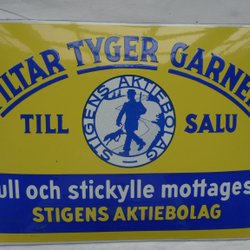 ILTAR TYGER GARNE
TILL SALU
STIGENS AKTIEBOLAG
ull och stickylle mottages
STIGENS AKTIEBOLAG